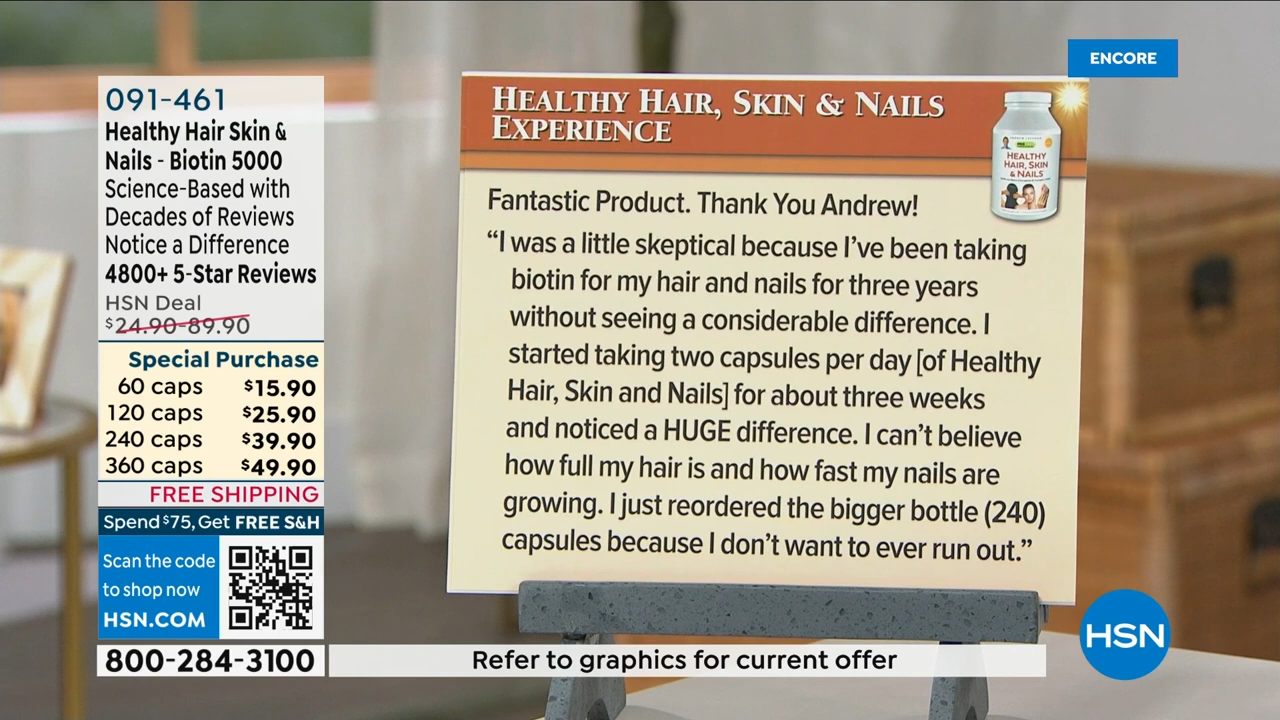 ENCORE
091-461
Healthy Hair Skin &
Nails - Biotin 5000
Science-Based with
Decades of Reviews
Notice a Difference
4800+ 5-Star Reviews
HSN Deal
$24.90-89.90
Special Purchase
60 caps $15.90
120 caps $25.90
240 caps $39.90
360 caps $49.90
FREE SHIPPING
Spend $75, Get FREE S&H
Scan the code
to shop now
HSN.COM
800-284-3100
Refer to graphics for current offer
HSN
HEALTHY HAIR, SKIN & NAILS
EXPERIENCE
HEALTHY
HAIR, SKIN
& NAILS
Fantastic Product. Thank You Andrew!
“I was a little skeptical because I’ve been taking
biotin for my hair and nails for three years
without seeing a considerable difference. I
started taking two capsules per day [of Healthy
Hair, Skin and Nails] for about three weeks
and noticed a HUGE difference. I can’t believe
how full my hair is and how fast my nails are
growing. I just reordered the bigger bottle (240)
capsules because I don’t want to ever run out.”